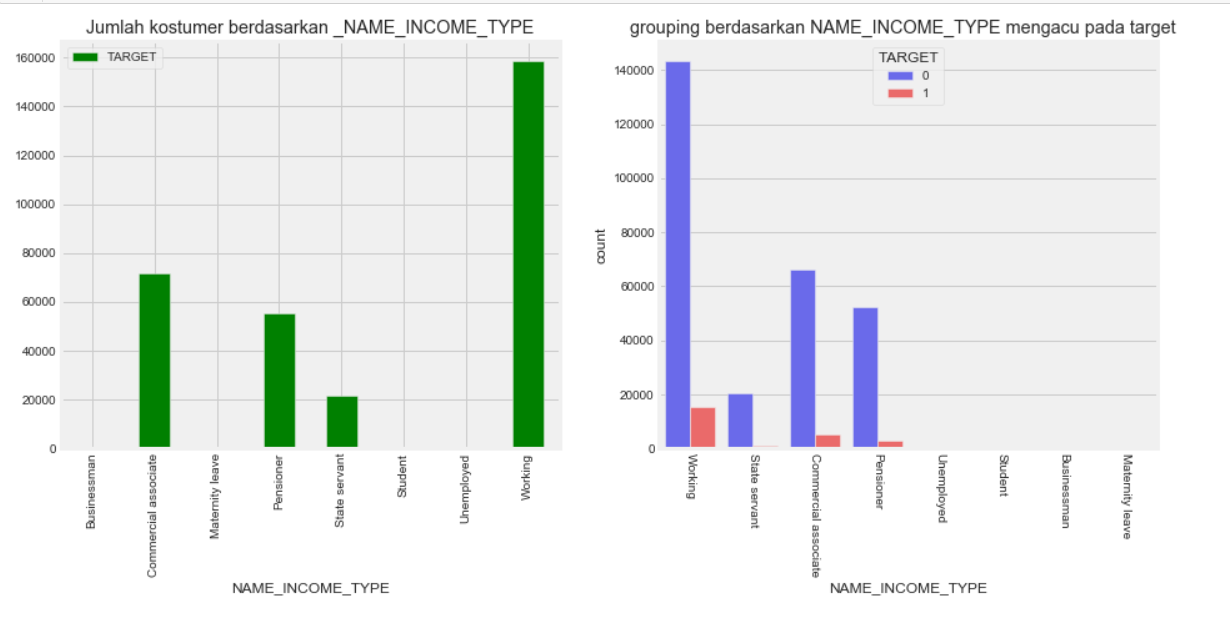 Jumlah kostumer berdasarkan _NAME_INCOME_TYPE
TARGET
160000
140000
120000
100000
80000
60000
40000
20000
0
Businessman
Commercial associate
Maternity leave
Pensioner
State servant
Student
Unemployed
Working
NAME_INCOME_TYPE
grouping berdasarkan NAME_INCOME_TYPE mengacu pada target
TARGET
0
1
140000
120000
100000
80000
60000
40000
20000
0
count
Working
State servant
Commercial associate
Pensioner
Unemployed
Student
Businessman
Maternity leave
NAME_INCOME_TYPE